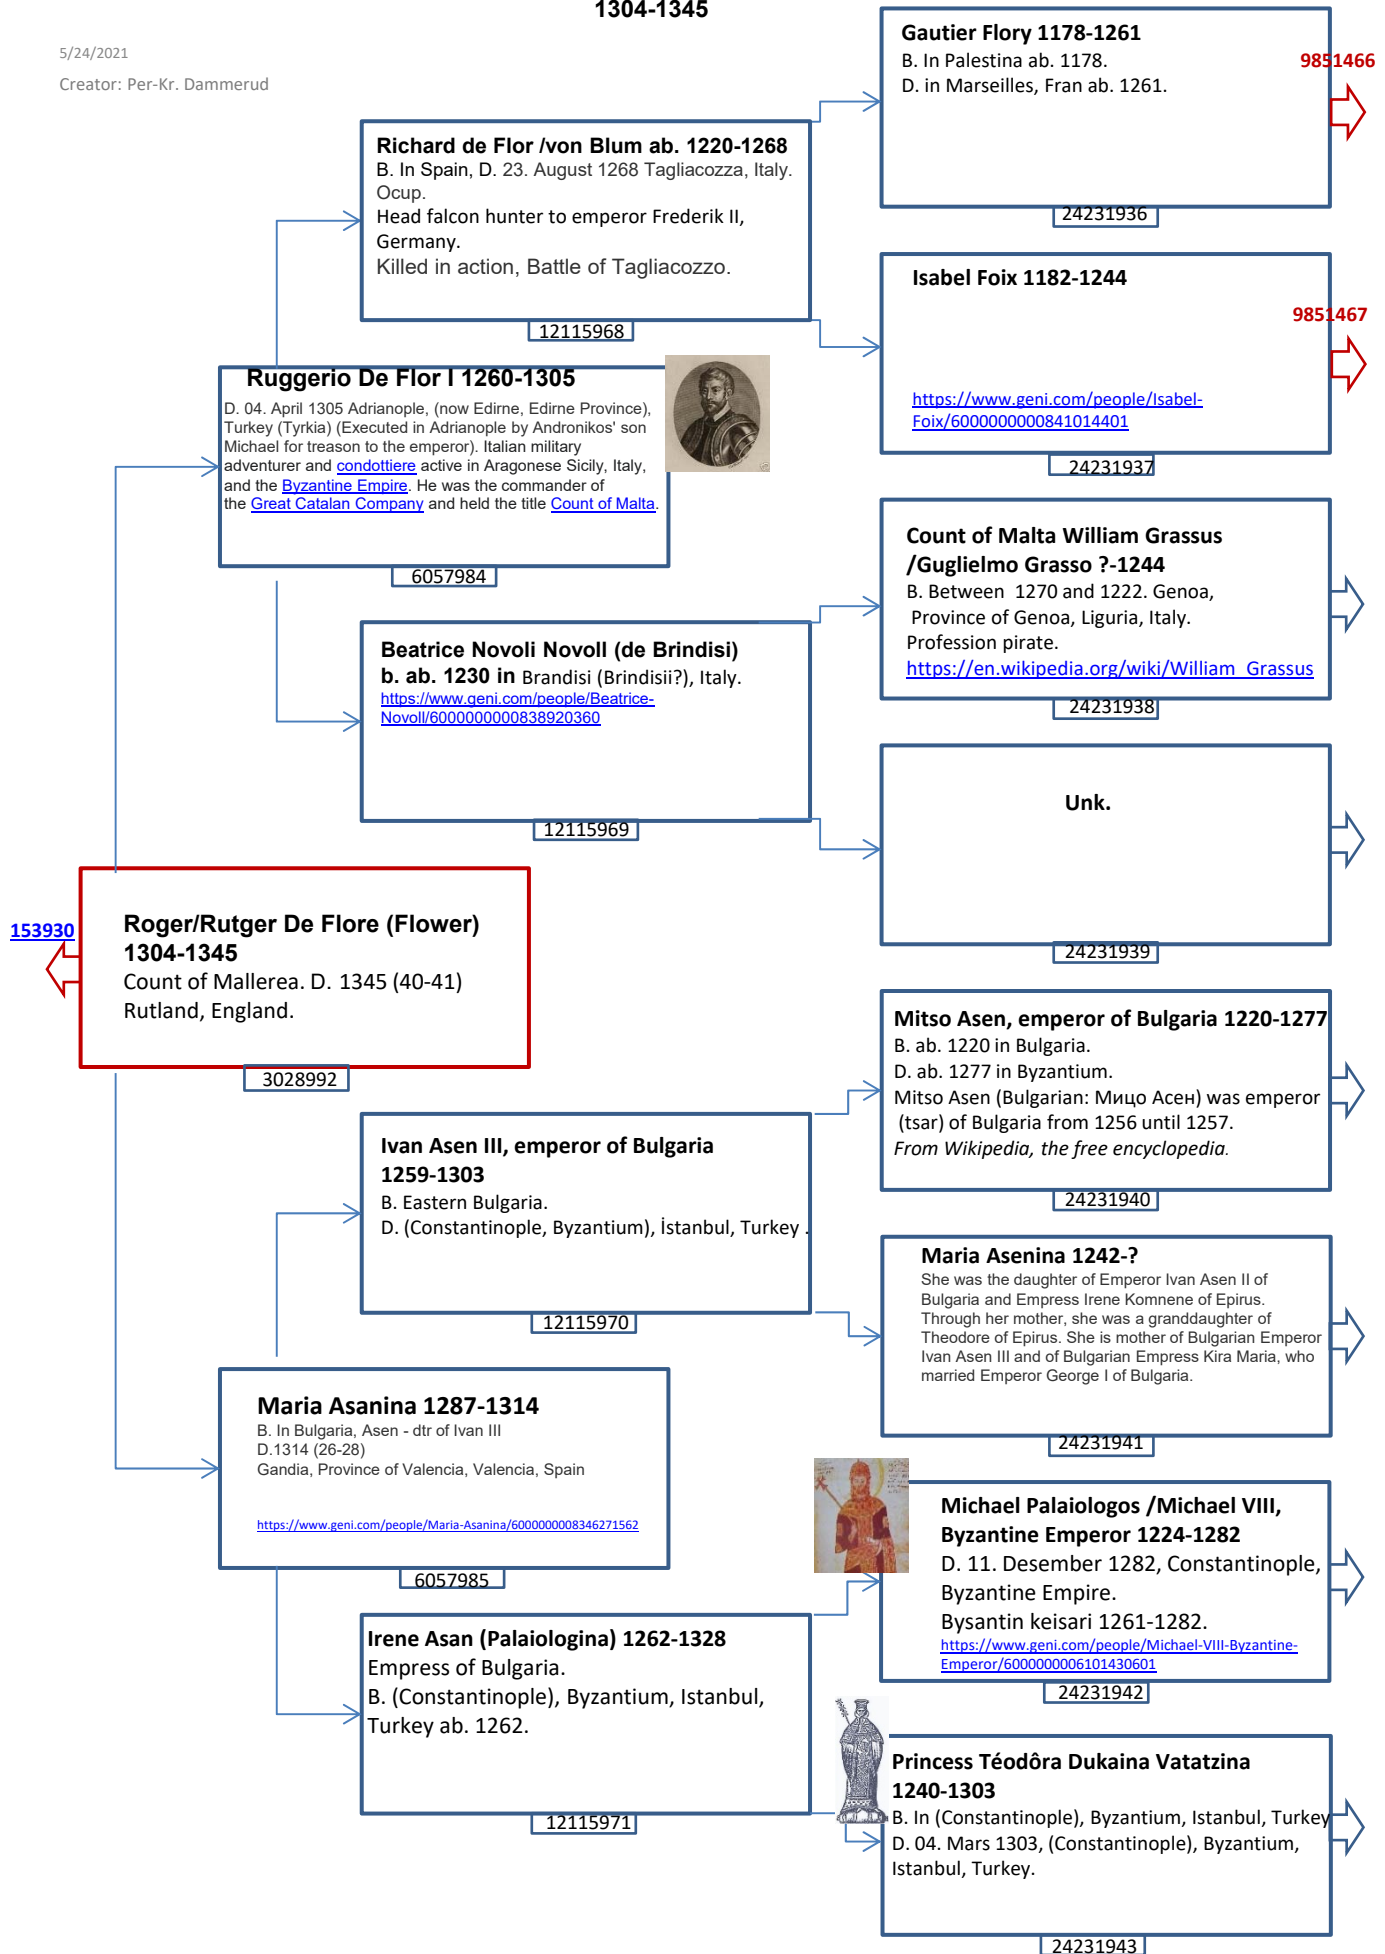 1304-1345
5/24/2021
Creator: Per-Kr. Dammerud
Gautier Flory 1178-1261
B. In Palestina ab. 1178.
D. in Marseilles, Fran ab. 1261.
9851466
24231936
Richard de Flor /von Blum ab. 1220-1268
B. In Spain, D. 23. August 1268 Tagliacozza, Italy.
Ocup.
Head falcon hunter to emperor Frederik II,
Germany.
Killed in action, Battle of Tagliacozzo.
12115968
Isabel Foix 1182-1244
9851467
https://www.geni.com/people/Isabel-
Foix/6000000000841014401
24231937
Ruggerio De Flor I 1260-1305
D. 04. April 1305 Adrianople, (now Edirne, Edirne Province),
Turkey (Tyrkia) (Executed in Adrianople by Andronikos' son
Michael for treason to the emperor). Italian military
adventurer and condottiere active in Aragonese Sicily, Italy,
and the Byzantine Empire. He was the commander of
the Great Catalan Company and held the title Count of Malta.
6057984
Count of Malta William Grassus
/Guglielmo Grasso ?-1244
B. Between  1270 and 1222. Genoa,
Province of Genoa, Liguria, Italy.
Profession pirate.
https://en.wikipedia.org/wiki/William_Grassus
24231938
Beatrice Novoli Novoll (de Brindisi)
b. ab. 1230 in Brandisi (Brindisii?), Italy.
https://www.geni.com/people/Beatrice-
Novoll/6000000000838920360
12115969
Unk.
24231939
153930
Roger/Rutger De Flore (Flower)
1304-1345
Count of Mallerea. D. 1345 (40-41)
Rutland, England.
3028992
Mitso Asen, emperor of Bulgaria 1220-1277
B. ab. 1220 in Bulgaria.
D. ab. 1277 in Byzantium.
Mitso Asen (Bulgarian: Мицо Асен) was emperor
(tsar) of Bulgaria from 1256 until 1257.
From Wikipedia, the free encyclopedia.
24231940
Ivan Asen III, emperor of Bulgaria
1259-1303
B. Eastern Bulgaria.
D. (Constantinople, Byzantium), İstanbul, Turkey .
12115970
Maria Asenina 1242-?
She was the daughter of Emperor Ivan Asen II of
Bulgaria and Empress Irene Komnene of Epirus.
Through her mother, she was a granddaughter of
Theodore of Epirus. She is mother of Bulgarian Emperor
Ivan Asen III and of Bulgarian Empress Kira Maria, who
married Emperor George I of Bulgaria.
24231941
Maria Asanina 1287-1314
B. In Bulgaria, Asen - dtr of Ivan III
D.1314 (26-28)
Gandia, Province of Valencia, Valencia, Spain
https://www.geni.com/people/Maria-Asanina/6000000008346271562
6057985
Michael Palaiologos /Michael VIII,
Byzantine Emperor 1224-1282
D. 11. Desember 1282, Constantinople,
Byzantine Empire.
Bysantin keisari 1261-1282.
https://www.geni.com/people/Michael-VIII-Byzantine-
Emperor/6000000006101430601
24231942
Irene Asan (Palaiologina) 1262-1328
Empress of Bulgaria.
B. (Constantinople), Byzantium, Istanbul,
Turkey ab. 1262.
12115971
Princess Téodôra Dukaina Vatatzina
1240-1303
B. In (Constantinople), Byzantium, Istanbul, Turkey
D. 04. Mars 1303, (Constantinople), Byzantium,
Istanbul, Turkey.
24231943